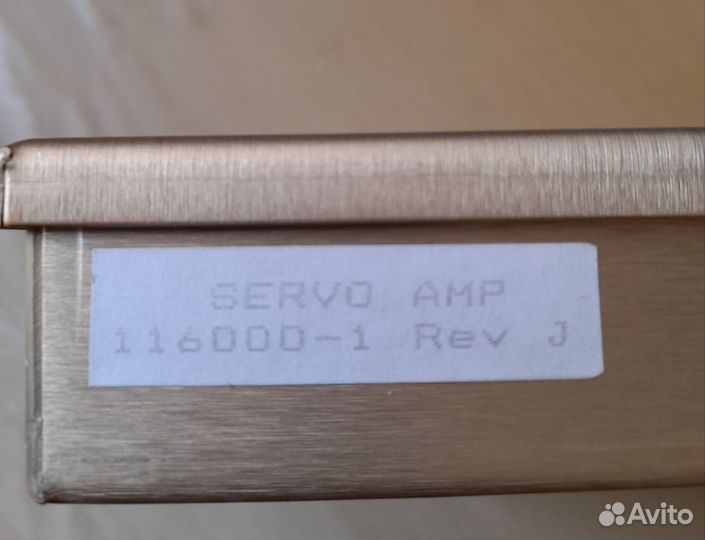 SERVO AMP
116000-1 Rev J
Avito